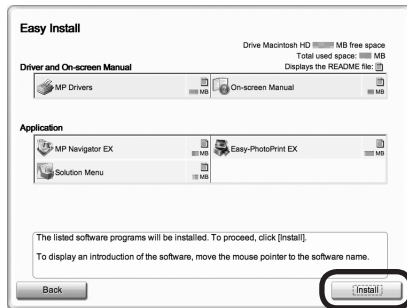 Easy Install
Drive Macintosh HD MB free space
Total used space: MB
Driver and On-screen Manual
Displays the README file:
MP Drivers
MB
On-screen Manual
MB
Application
MP Navigator EX
MB
Easy-PhotoPrint EX
MB
Solution Menu
MB
The listed software programs will be installed. To proceed, click [Install].
To display an introduction of the software, move the mouse pointer to the software name.
Back
Install